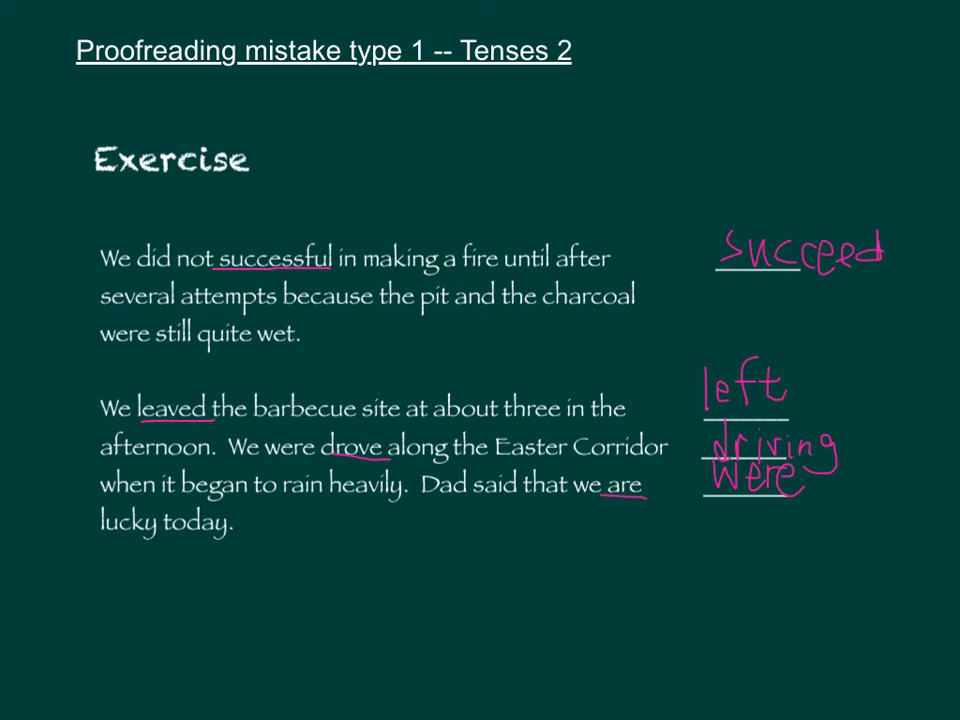 Proofreading mistake type 1 -- Tenses 2
Exercise
We did not successful in making a fire until after
succeed
several attempts because the pit and the charcoal
were still quite wet.
We leaved the barbecue site at about three in the
left
afternoon. We were drove along the Easter Corridor
driving
when it began to rain heavily. Dad said that we are
were
lucky today.